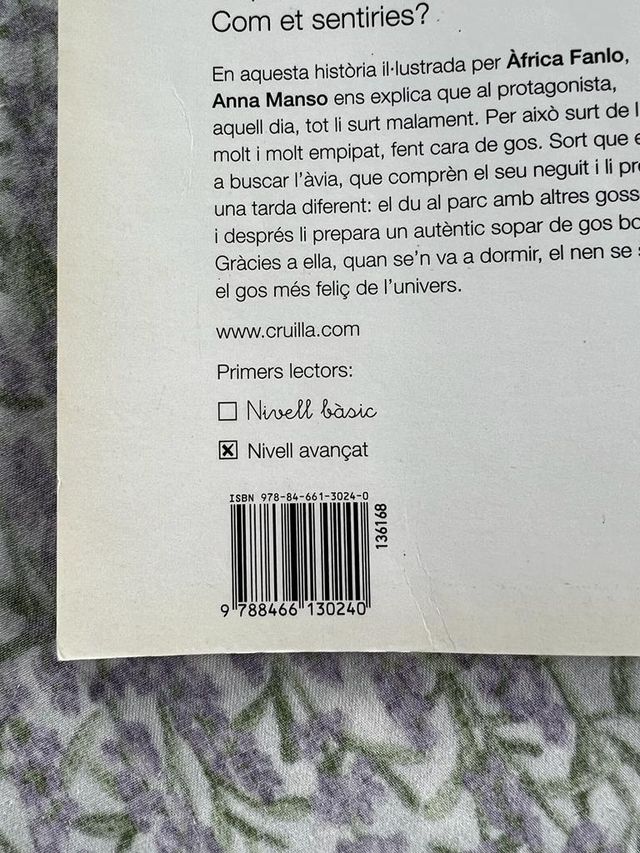 Com et sentiries?
En aquesta història il·lustrada per Àfrica Fanlo,
Anna Manso ens explica que al protagonista,
aquell dia, tot li surt malament. Per això surt de l
molt i molt empipat, fent cara de gos. Sort que
a buscar l'àvia, que comprèn el seu neguit i li
una tarda diferent: el du al parc amb altres goss
i després li prepara un autèntic sopar de gos
Gràcies a ella, quan se'n va a dormir, el nen se
el gos més feliç de l'univers.
www.cruilla.com
Primers lectors:
Nivell bàsic
Nivell avançat
ISBN 978-84-661-3024-0
136168
9 788466 130240